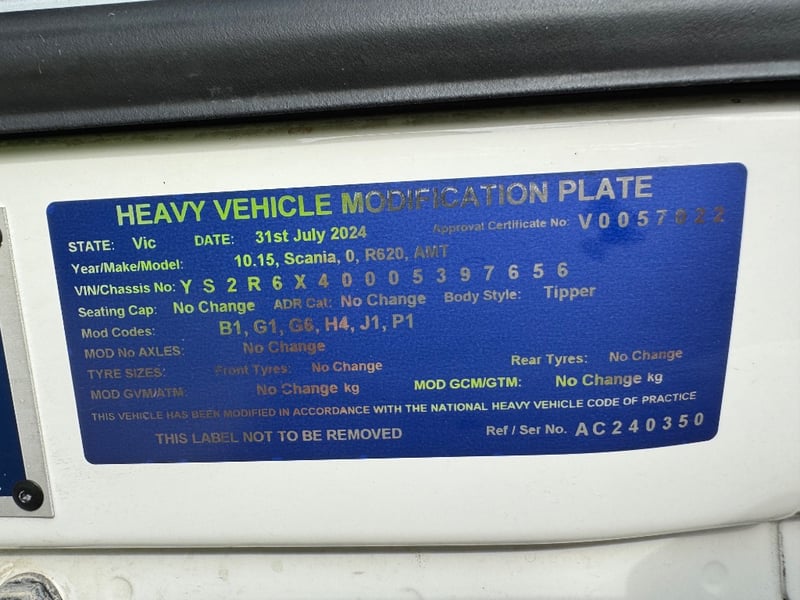 HEAVY VEHICLE MODIFICATION PLATE
STATE: Vic DATE: 31st July 2024 Approval Certificate No: V0057822
Year/Make/Model: 10.15, Scania, 0, R620, AMT
VIN/Chassis No: YS2R6X40005397656
Seating Cap: No Change ADR Cat: No Change Body Style: Tipper
Mod Codes: B1, G1, G6, H4, J1, P1
MOD No AXLES: No Change
TYRE SIZES: Front Tyres: No Change Rear Tyres: No Change
MOD GVM/ATM: No Change kg MOD GCM/GTM: No Change kg
THIS VEHICLE HAS BEEN MODIFIED IN ACCORDANCE WITH THE NATIONAL HEAVY VEHICLE CODE OF PRACTICE
THIS LABEL NOT TO BE REMOVED Ref / Ser No. AC240350